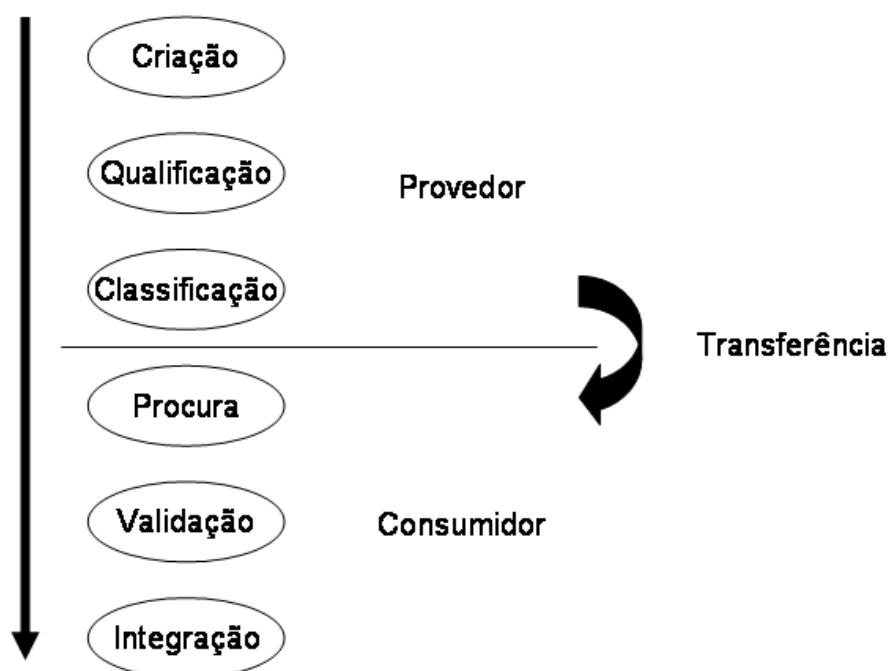 Criação
Qualificação
Provedor
Classificação
Transferência
Procura
Validação
Consumidor
Integração